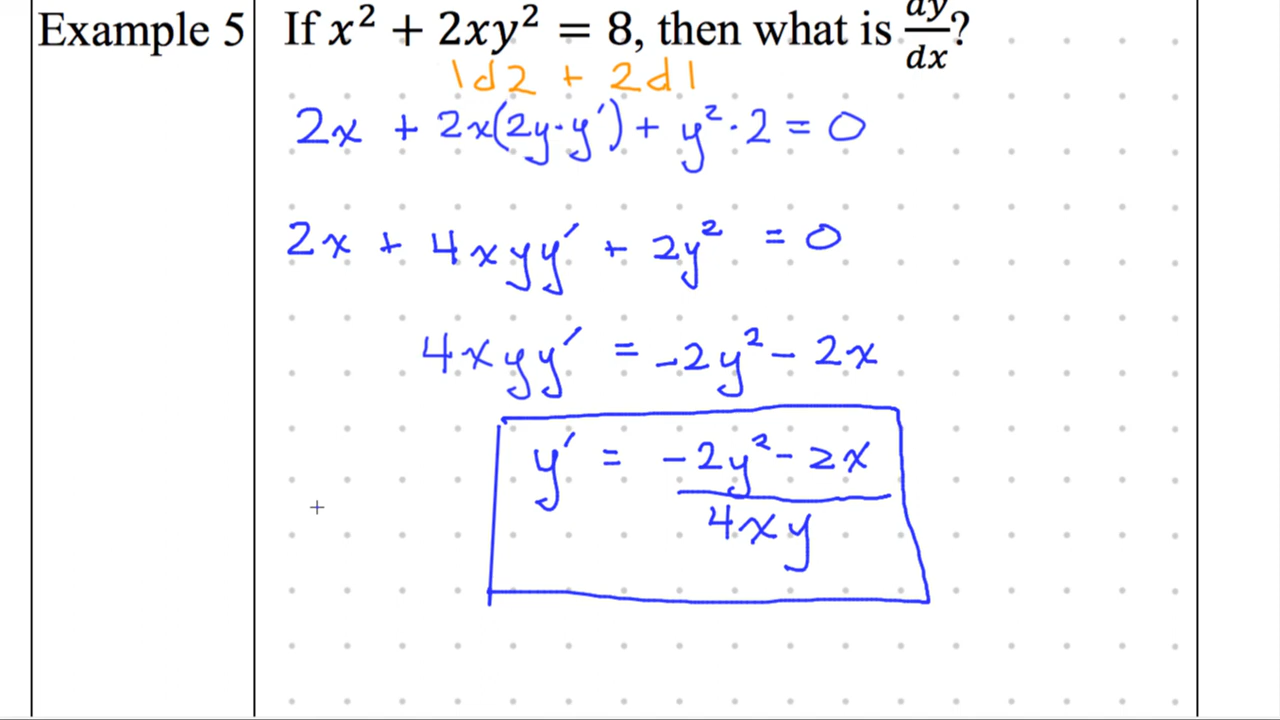 Example 5
If x² + 2xy² = 8, then what is dy/dx?
1d2 + 2d1
2x + 2x(2y·y′) + y²·2 = 0
2x + 4xyy′ + 2y² = 0
4xyy′ = -2y² - 2x
y′ = -2y² - 2x
4xy